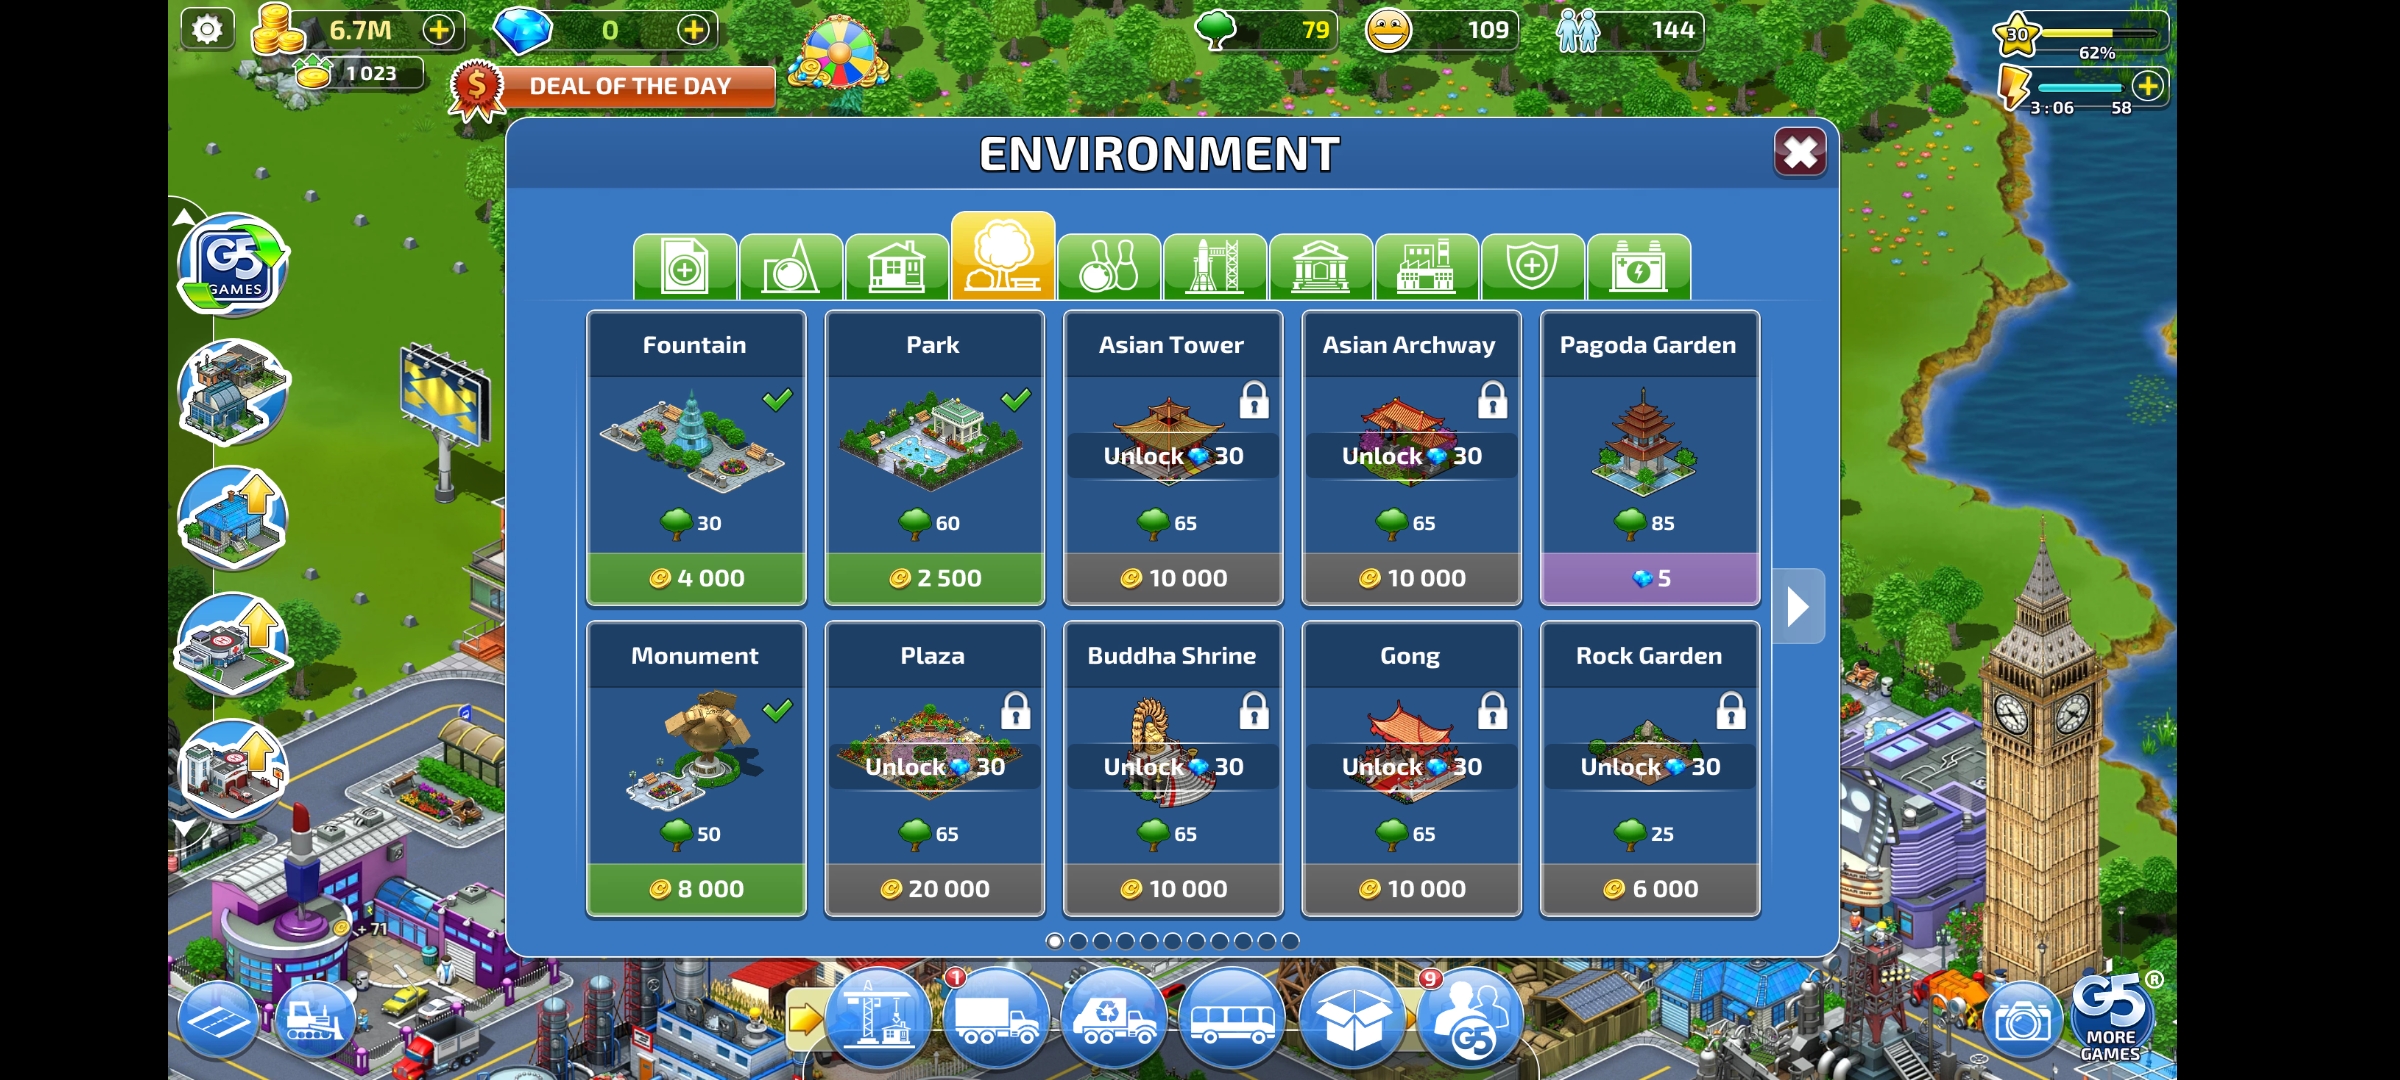 6.7M
0
79
109
144
30
62%
1 023
DEAL OF THE DAY
3:06
58
ENVIRONMENT
G5
GAMES
Fountain
Park
Asian Tower
Asian Archway
Pagoda Garden
Unlock 30
Unlock 30
30
60
65
65
85
4 000
2 500
10 000
10 000
5
Monument
Plaza
Buddha Shrine
Gong
Rock Garden
Unlock 30
Unlock 30
Unlock 30
Unlock 30
50
65
65
65
25
8 000
20 000
10 000
10 000
6 000
+ 71
1
9
G5
G5®
MORE
GAMES